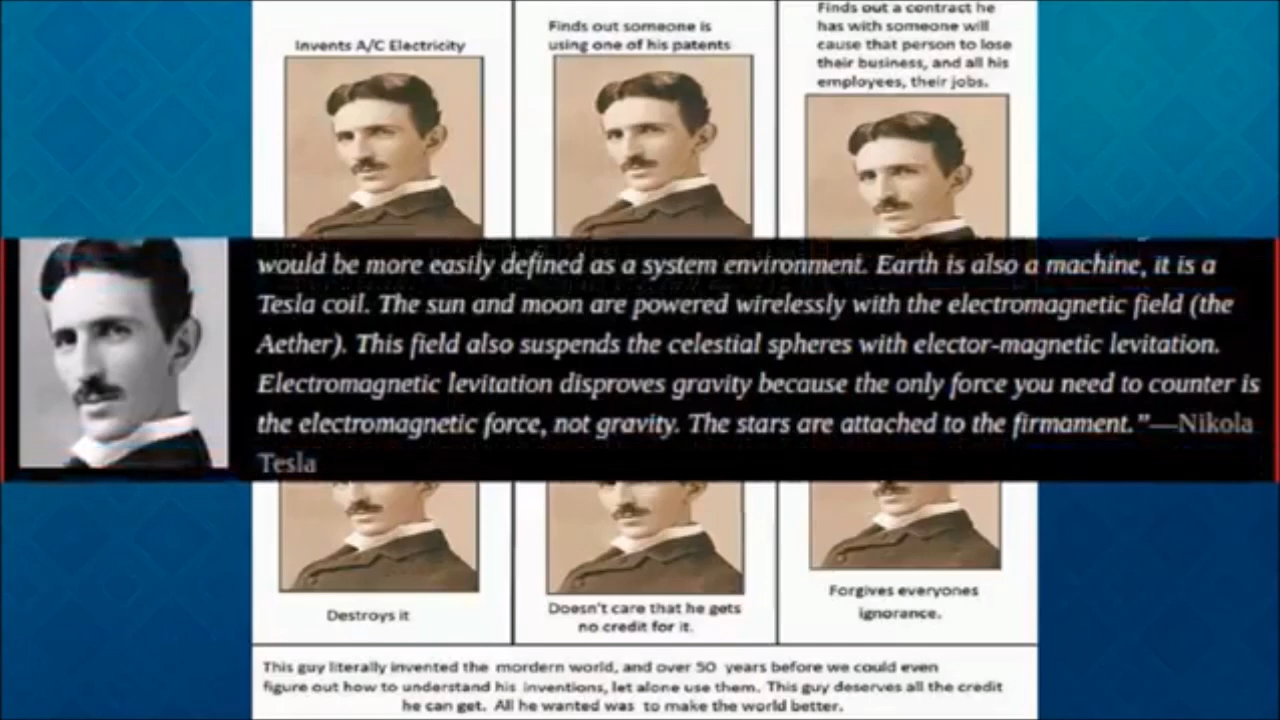 Invents A/C Electricity
Finds out someone is
using one of his patents
Finds out a contract he
has with someone will
cause that person to lose
their business, and all his
employees, their jobs.
would be more easily defined as a system environment. Earth is also a machine, it is a
Tesla coil. The sun and moon are powered wirelessly with the electromagnetic field (the
Aether). This field also suspends the celestial spheres with elector-magnetic levitation.
Electromagnetic levitation disproves gravity because the only force you need to counter is
the electromagnetic force, not gravity. The stars are attached to the firmament."—Nikola
Tesla
Destroys it
Doesn't care that he gets
no credit for it.
Forgives everyones
ignorance.
This guy literally invented the mordern world, and over 50 years before we could even
figure out how to understand his inventions, let alone use them. This guy deserves all the credit
he can get. All he wanted was to make the world better.